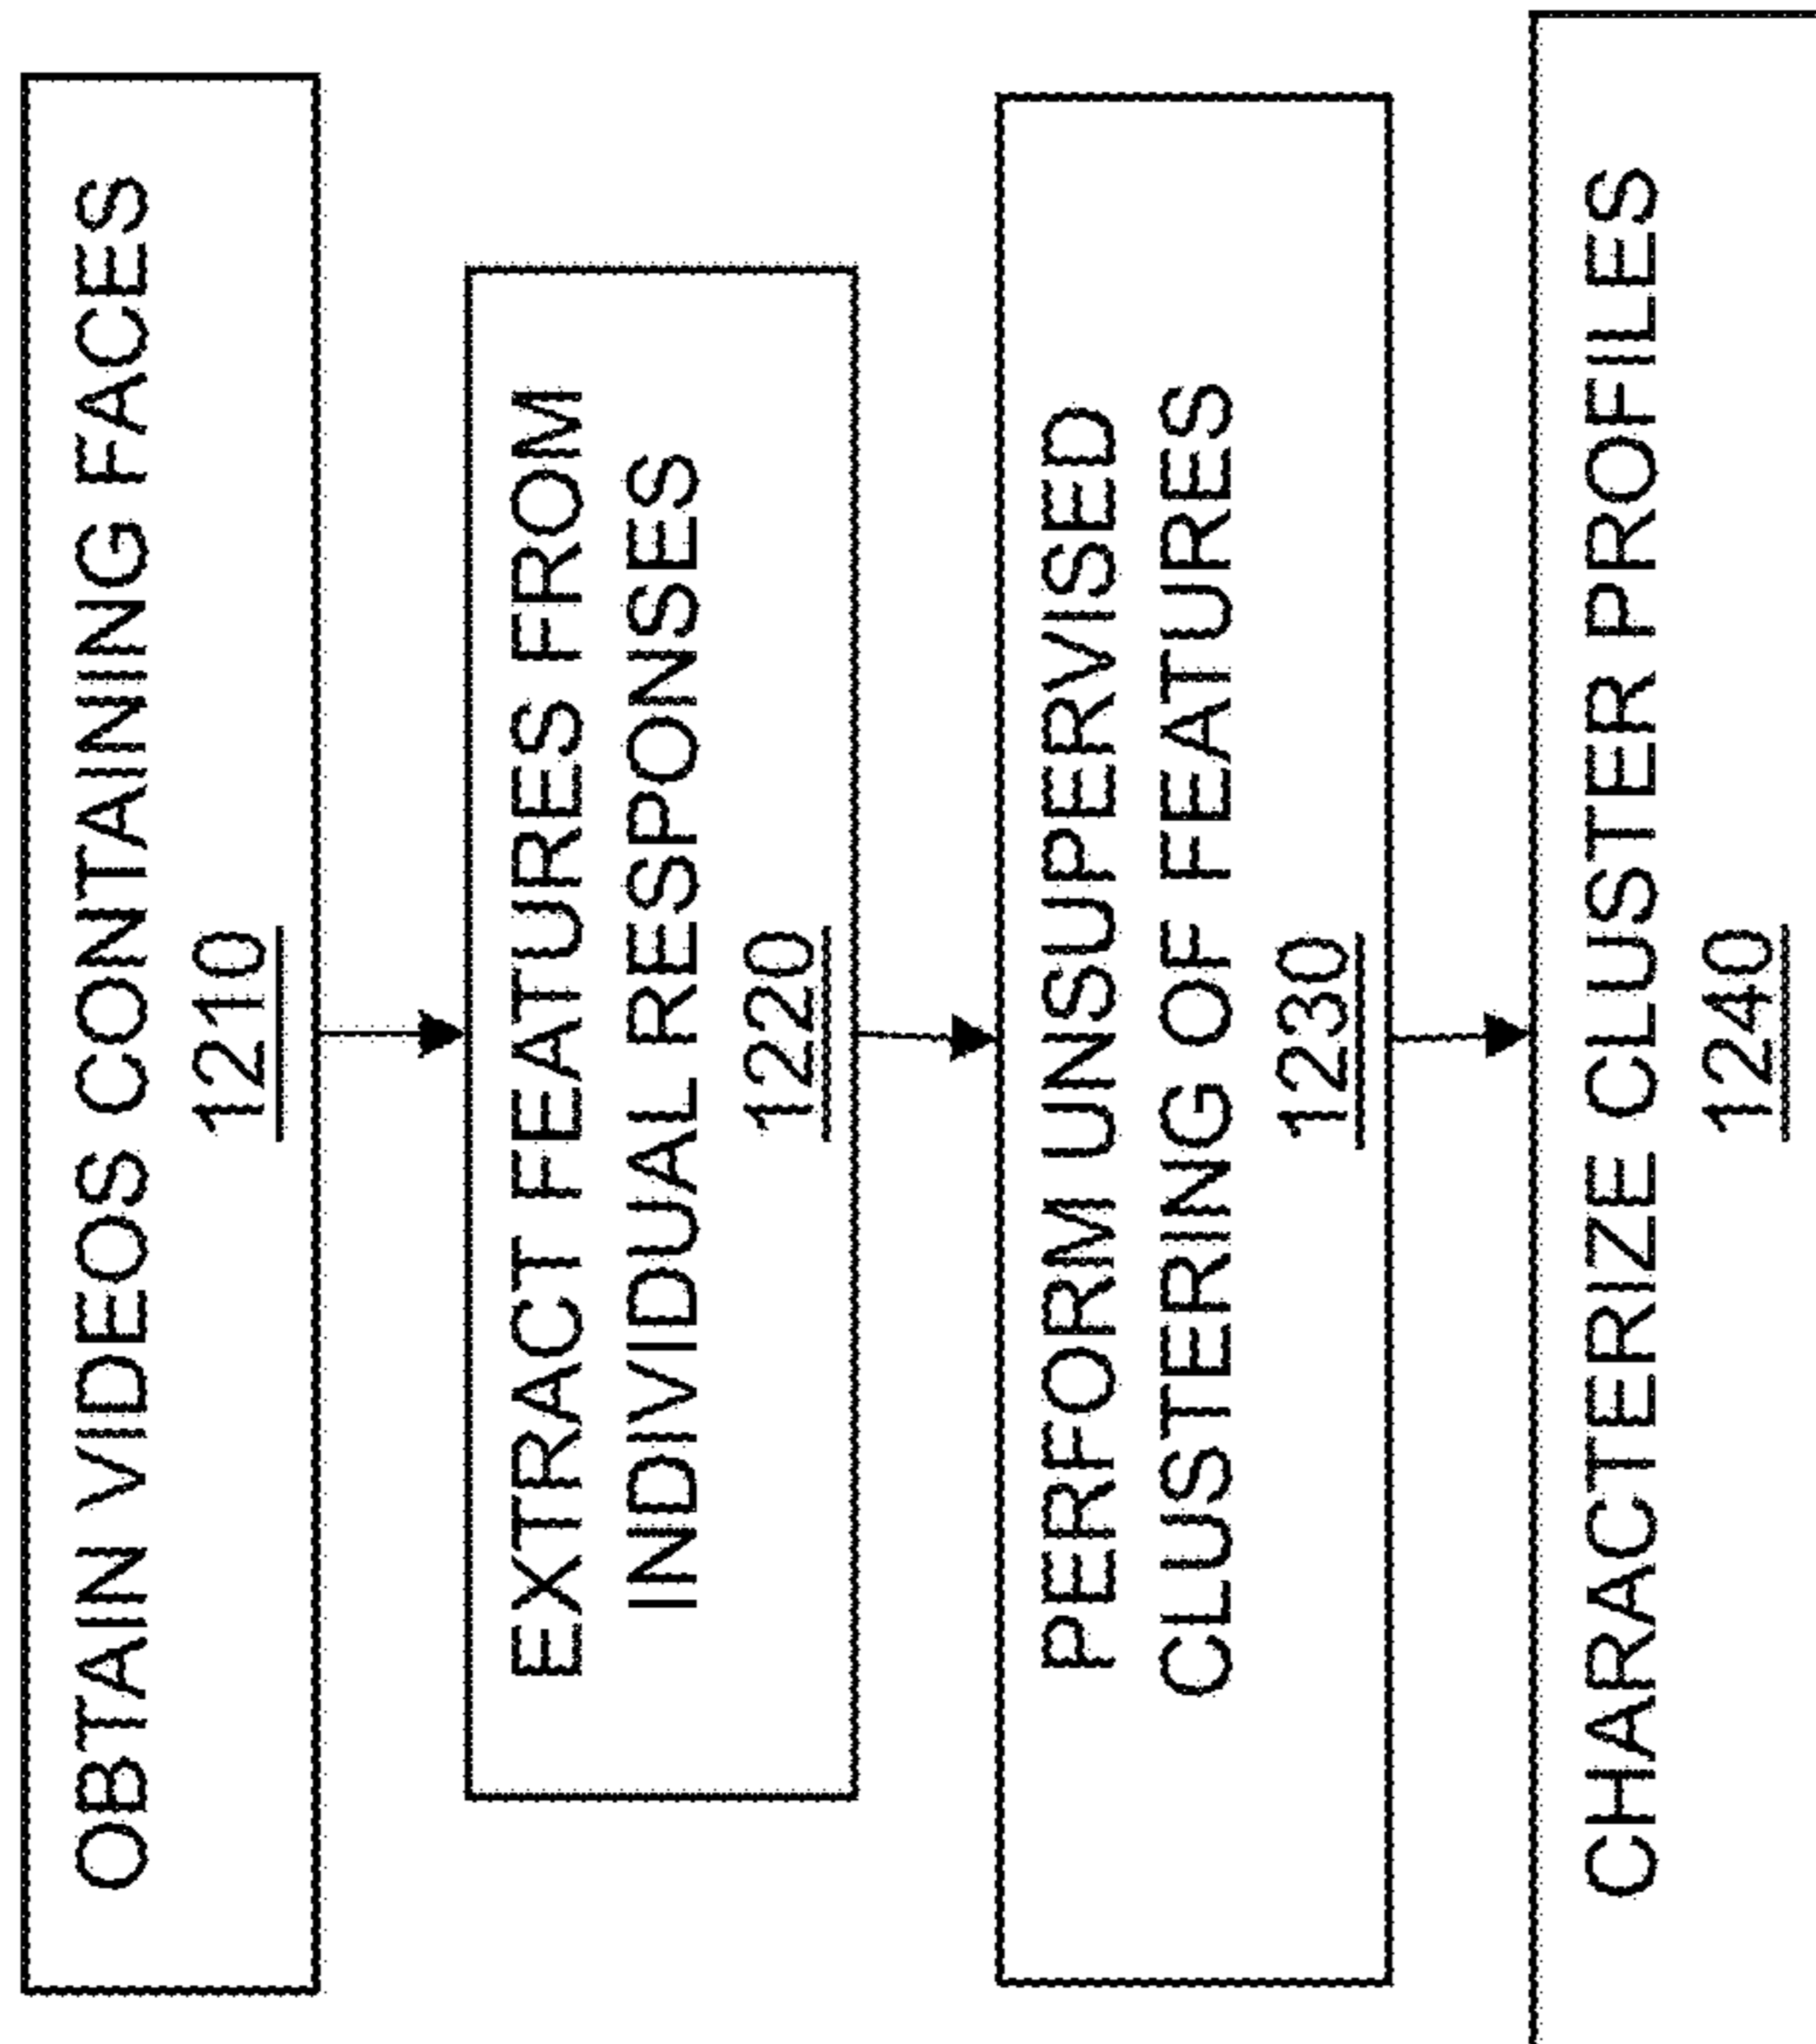 OBTAIN VIDEOS CONTAINING FACES
1210
EXTRACT FEATURES FROM
INDIVIDUAL RESPONSES
1220
PERFORM UNSUPERVISED
CLUSTERING OF FEATURES
1230
CHARACTERIZE CLUSTER PROFILES
1240